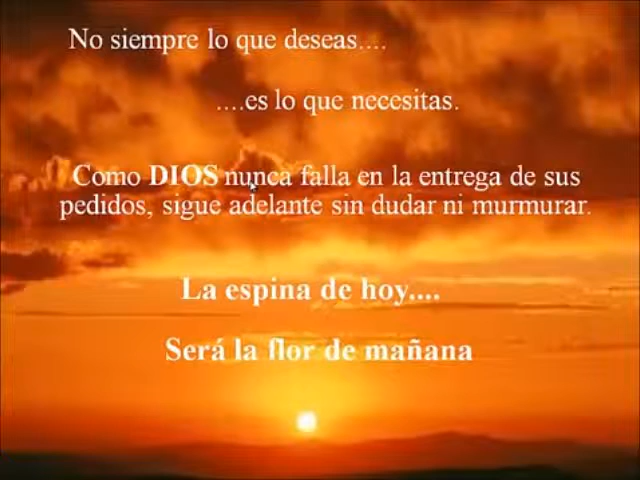 No siempre lo que deseas....
....es lo que necesitas.
Como DIOS nunca falla en la entrega de sus
pedidos, sigue adelante sin dudar ni murmurar.
La espina de hoy....
Será la flor de mañana